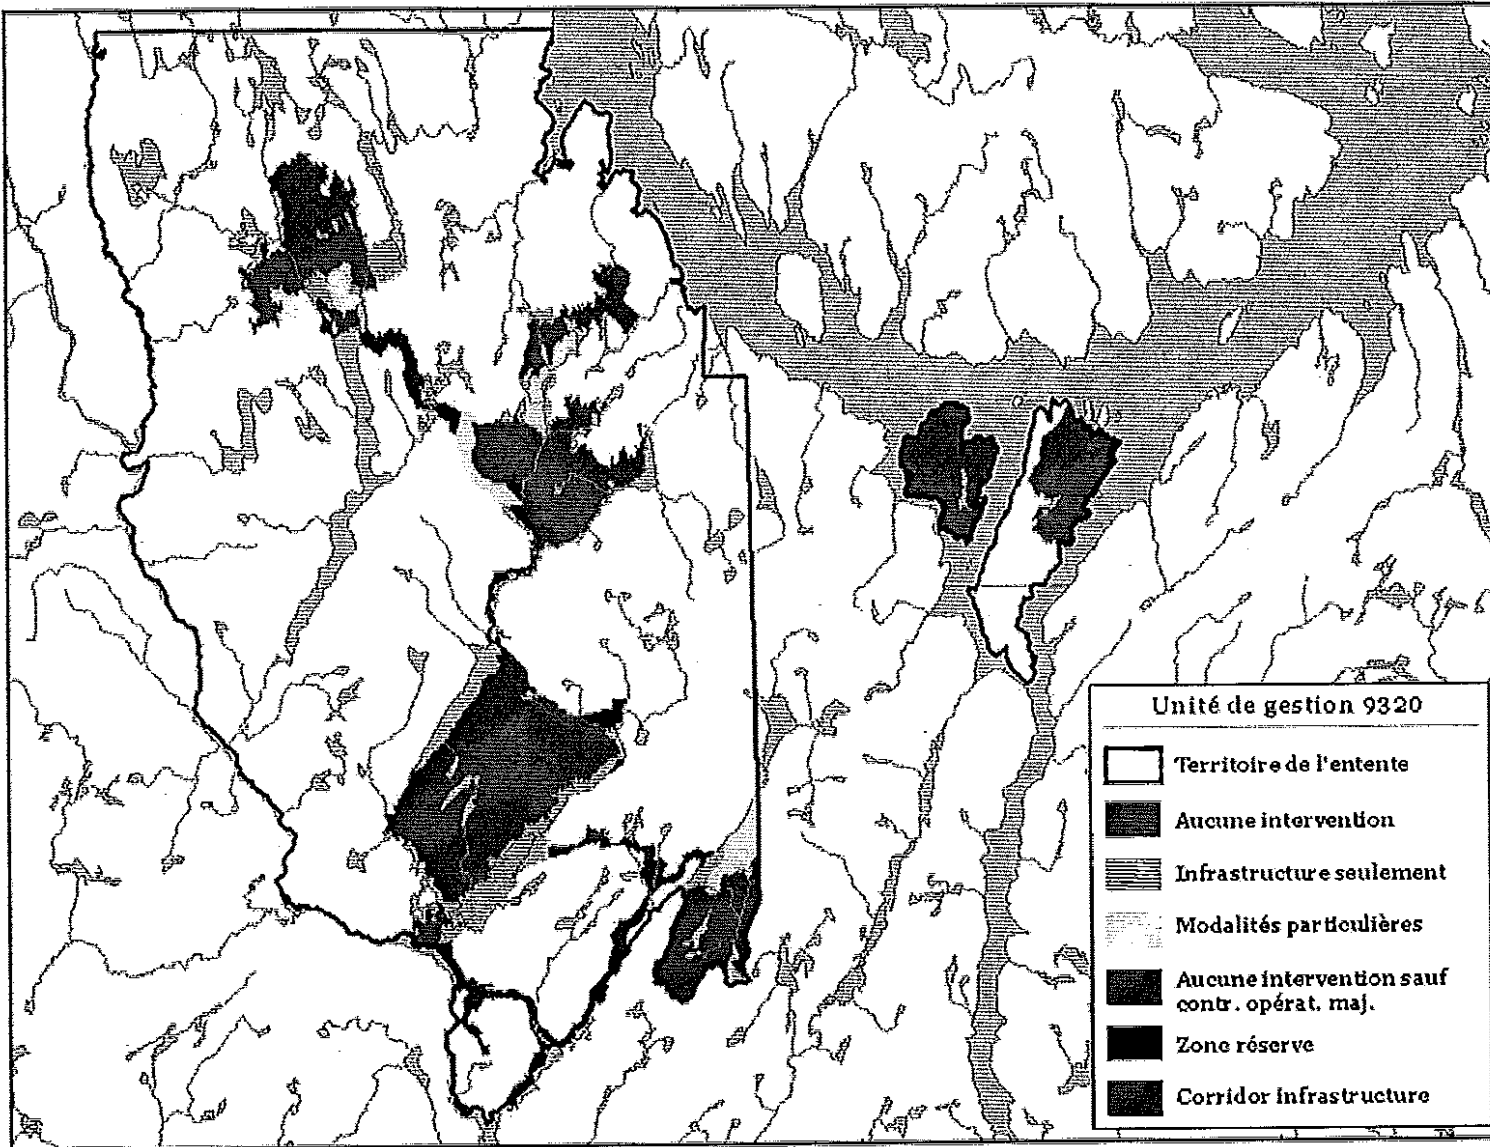 Unité de gestion 9320
Territoire de l'entente
Aucune intervention
Infrastructure seulement
Modalités particulières
Aucune intervention sauf
contr. opérat. maj.
Zone réserve
Corridor infrastructure